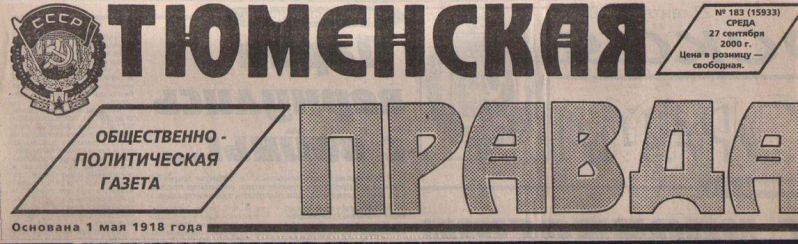 СССР
ТЮМЕНСКАЯ
№ 183 (15933)
СРЕДА
27 сентября
2000 г.
Цена в розницу —
свободная.
ОБЩЕСТВЕННО -
ПОЛИТИЧЕСКАЯ
ГАЗЕТА
ПРАВДА
Основана 1 мая 1918 года